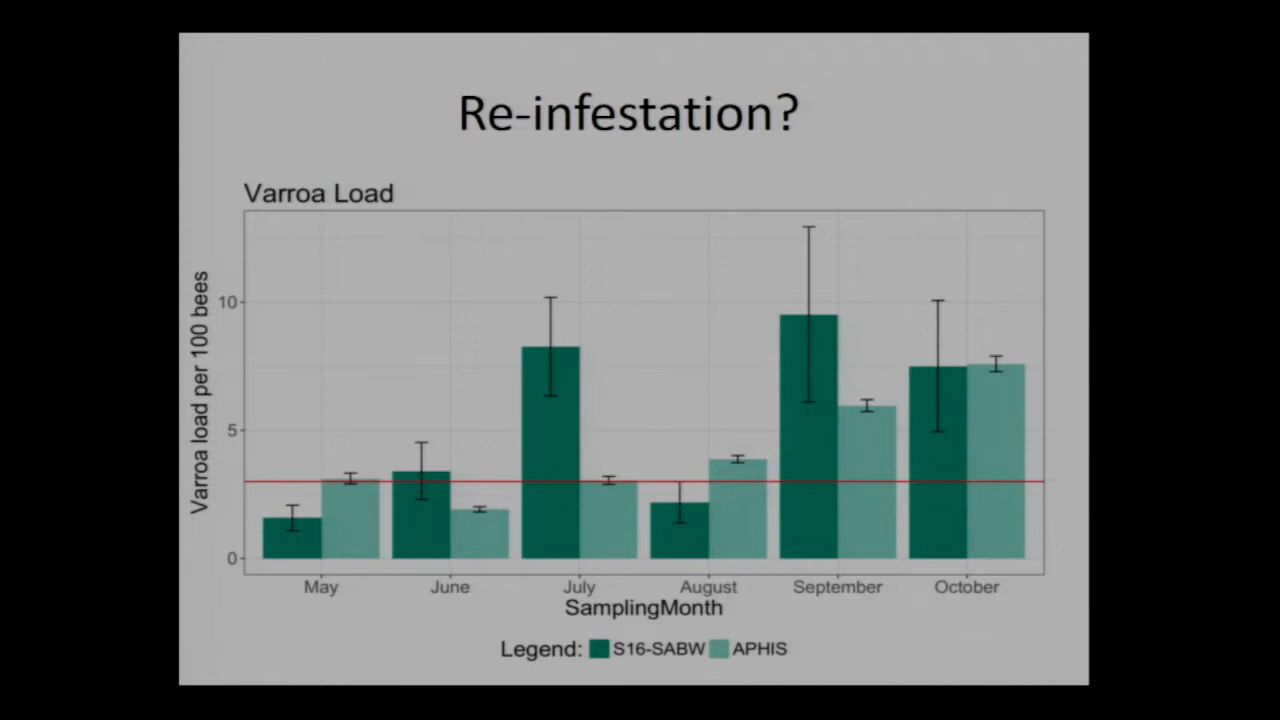 Re-infestation?
Varroa Load
Varroa load per 100 bees
10
5
0
May June July August September October
SamplingMonth
Legend: S16-SABW APHIS